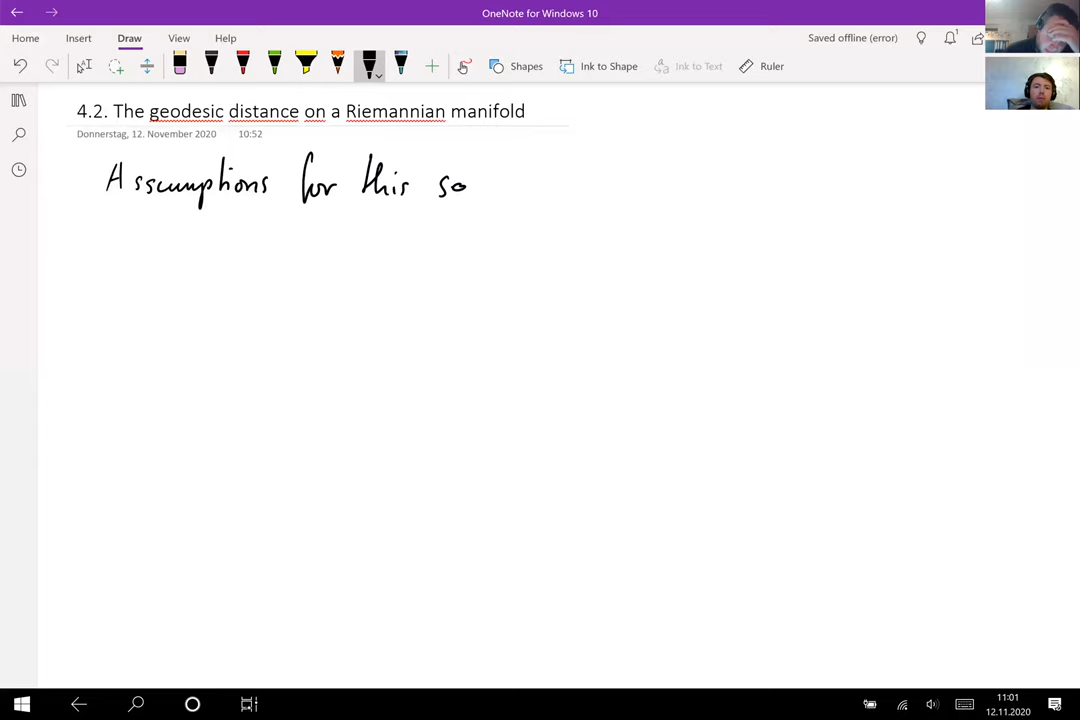 OneNote for Windows 10
Home Insert Draw View Help
Saved offline (error)
Shapes Ink to Shape Ink to Text Ruler
4.2. The geodesic distance on a Riemannian manifold
Donnerstag, 12. November 2020 10:52
Assumptions for this se
11:01
12.11.2020